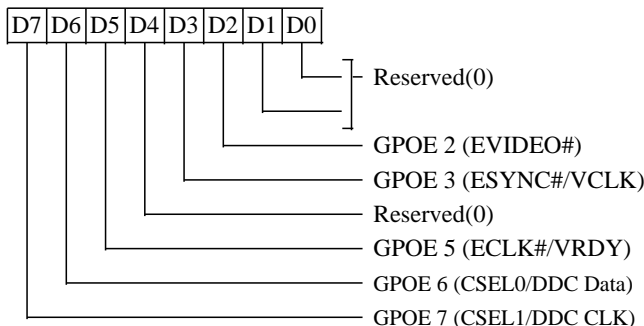 D7 D6 D5 D4 D3 D2 D1 D0
Reserved(0)
GPOE 2 (EVIDEO#)
GPOE 3 (ESYNC#/VCLK)
Reserved(0)
GPOE 5 (ECLK#/VRDY)
GPOE 6 (CSEL0/DDC Data)
GPOE 7 (CSEL1/DDC CLK)